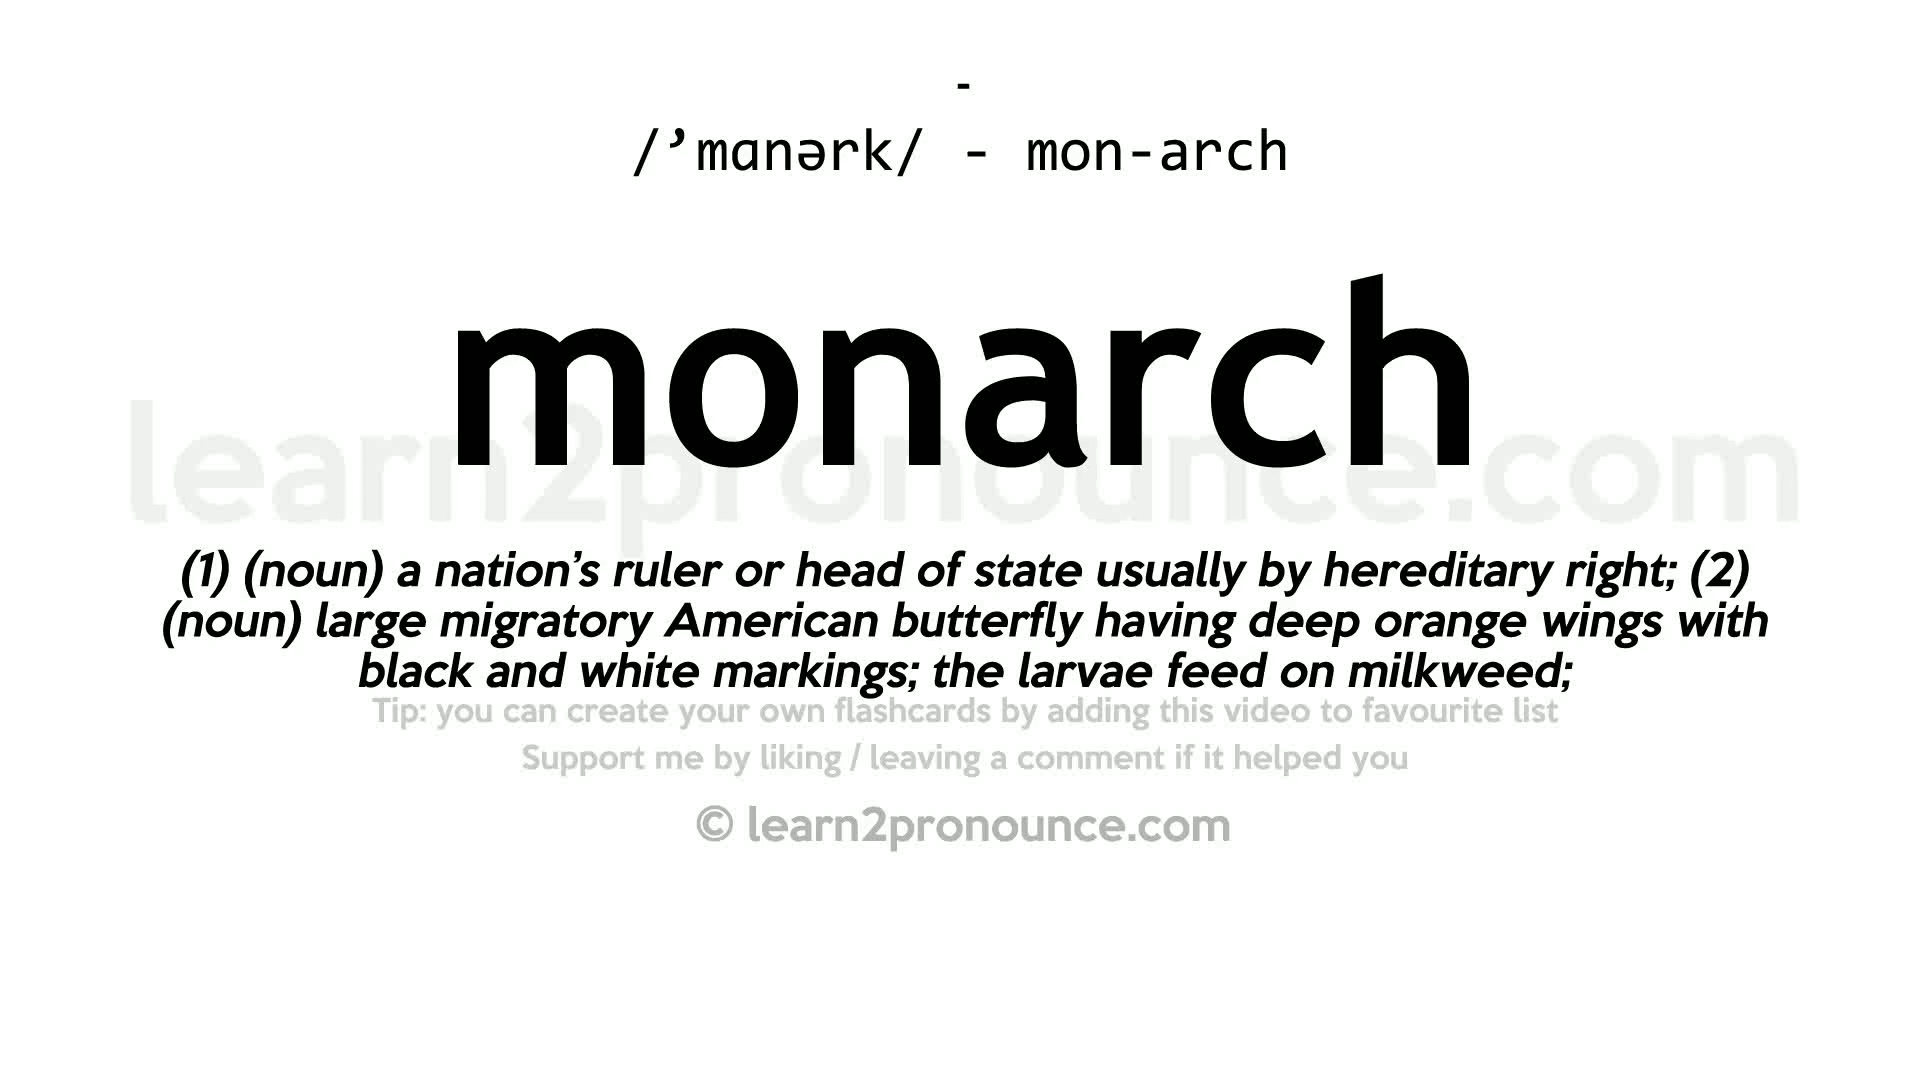 -
/’mɑnərk/ - mon-arch
monarch
learn2pronounce.com
(1) (noun) a nation’s ruler or head of state usually by hereditary right; (2)
(noun) large migratory American butterfly having deep orange wings with
black and white markings; the larvae feed on milkweed;
Tip: you can create your own flashcards by adding this video to favourite list
Support me by liking / leaving a comment if it helped you
© learn2pronounce.com